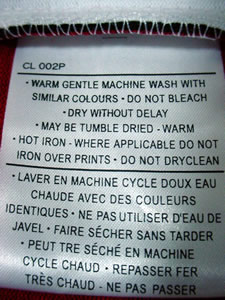 CL 002P
• WARM GENTLE MACHINE WASH WITH
SIMILAR COLOURS • DO NOT BLEACH
• DRY WITHOUT DELAY
• MAY BE TUMBLE DRIED - WARM
• HOT IRON - WHERE APPLICABLE DO NOT
IRON OVER PRINTS • DO NOT DRYCLEAN
• LAVER EN MACHINE CYCLE DOUX EAU
CHAUDE AVEC DES COULEURS
IDENTIQUES • NE PAS UTILISER D'EAU DE
JAVEL • FAIRE SÉCHER SANS TARDER
• PEUT TRE SÉCHÉ EN MACHINE
CYCLE CHAUD • REPASSER FER
TRÈS CHAUD - NE PAS PASSER